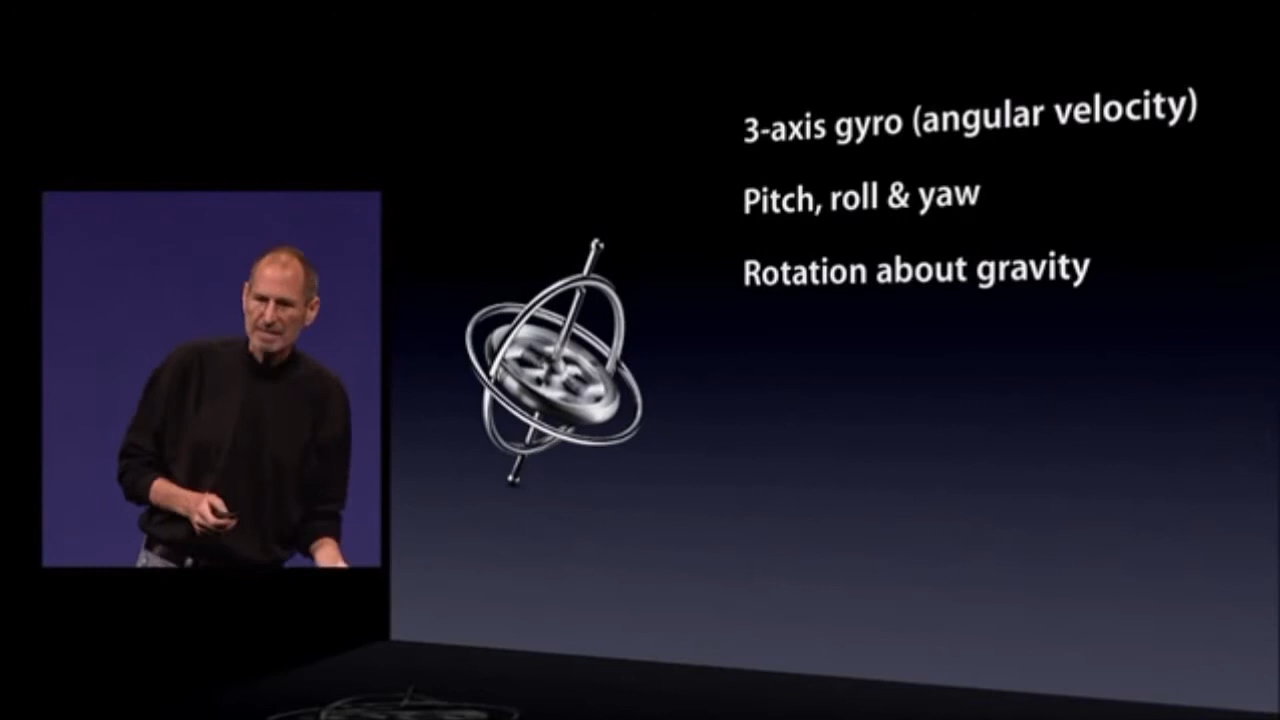 3-axis gyro (angular velocity)
Pitch, roll & yaw
Rotation about gravity